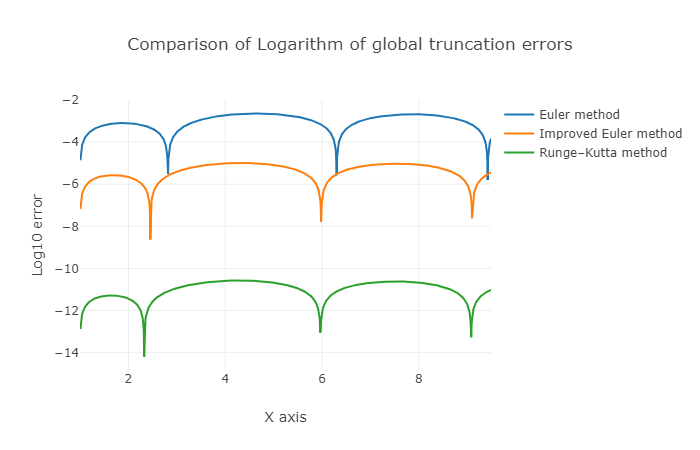 Comparison of Logarithm of global truncation errors
−2
−4
−6
−8
−10
−12
−14
Log10 error
2
4
6
8
X axis
Euler method
Improved Euler method
Runge−Kutta method